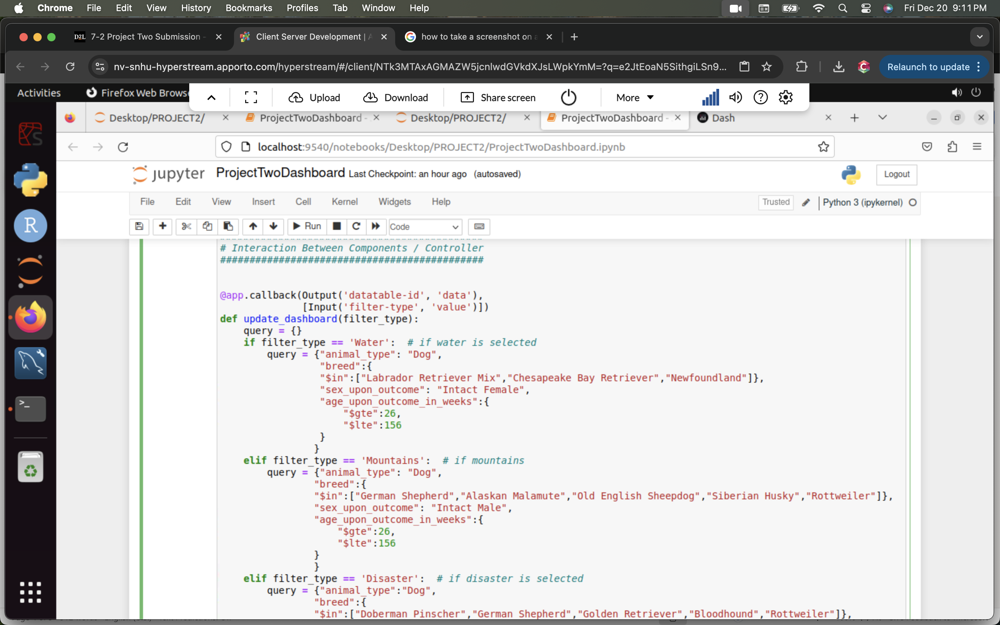 Chrome File Edit View History Bookmarks Profiles Tab Window Help Fri Dec 20 9:11 PM
D2L 7-2 Project Two Submission - Client Server Development | A how to take a screenshot on a
nv-snhu-hyperstream.apporto.com/hyperstream/#/client/NTk3MTAxAGMAZW5jcnlwdGVkdXJsLWpkYmM=?q=e2JtEoaN5SithgiLSn9... Relaunch to update
Activities Firefox Web Browse Upload Download Share screen More
Desktop/PROJECT2/ ProjectTwoDashboard - Desktop/PROJECT2/ ProjectTwoDashboard - Dash
localhost:9540/notebooks/Desktop/PROJECT2/ProjectTwoDashboard.ipynb
jupyter ProjectTwoDashboard Last Checkpoint: an hour ago (autosaved) Logout
File Edit View Insert Cell Kernel Widgets Help Trusted Python 3 (ipykernel)
Run Code
# Interaction Between Components / Controller
#############################################
@app.callback(Output('datatable-id', 'data'),
[Input('filter-type', 'value')])
def update_dashboard(filter_type):
query = {}
if filter_type == 'Water': # if water is selected
query = {"animal_type": "Dog",
"breed":{
"$in":["Labrador Retriever Mix","Chesapeake Bay Retriever","Newfoundland"]},
"sex_upon_outcome": "Intact Female",
"age_upon_outcome_in_weeks":{
"$gte":26,
"$lte":156
}
}
elif filter_type == 'Mountains': # if mountains
query = {"animal_type": "Dog",
"breed":{
"$in":["German Shepherd","Alaskan Malamute","Old English Sheepdog","Siberian Husky","Rottweiler"]},
"sex_upon_outcome": "Intact Male",
"age_upon_outcome_in_weeks":{
"$gte":26,
"$lte":156
}
}
elif filter_type == 'Disaster': # if disaster is selected
query = {"animal_type":"Dog",
"breed":{
"$in":["Doberman Pinscher","German Shepherd","Golden Retriever","Bloodhound","Rottweiler"]},